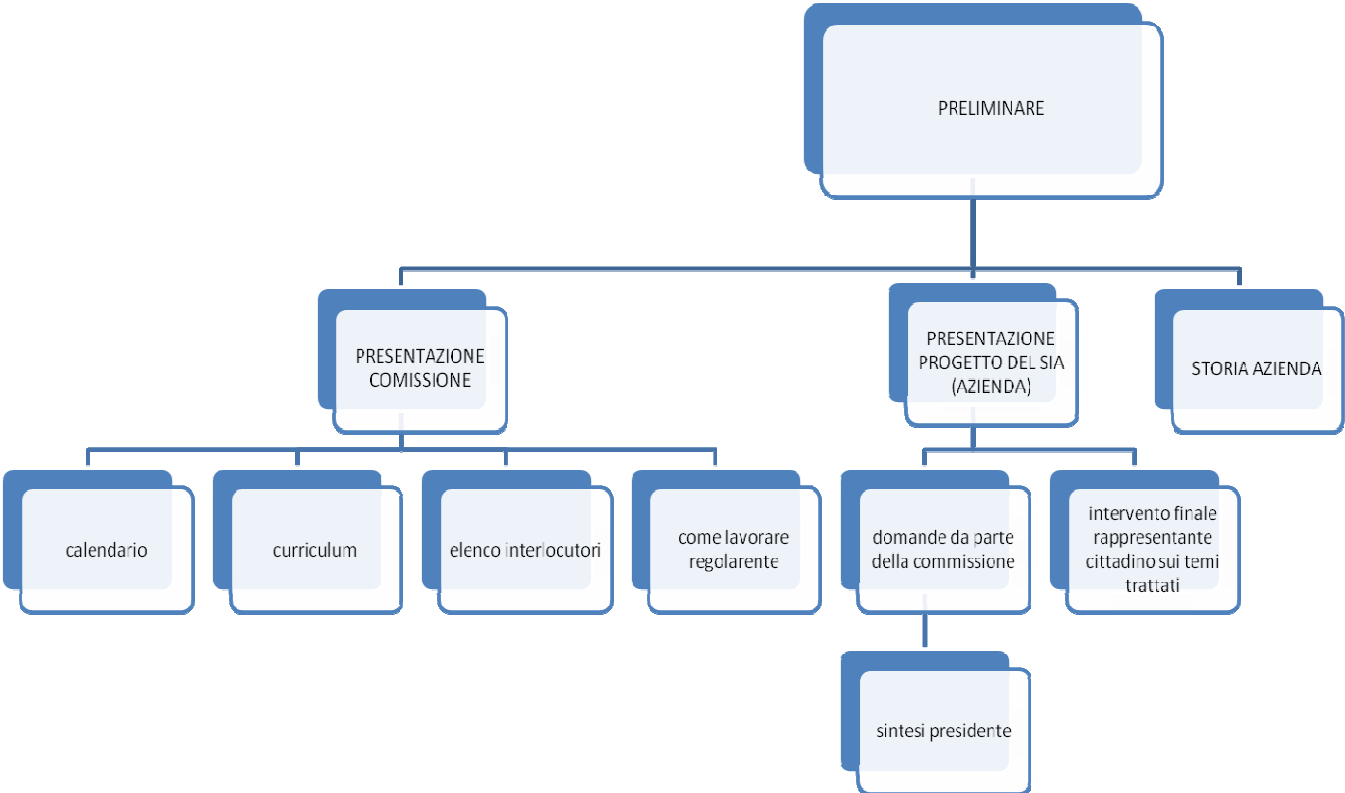 PRELIMINARE
PRESENTAZIONE
COMISSIONE
PRESENTAZIONE
PROGETTO DEL SIA
(AZIENDA)
STORIA AZIENDA
calendario
curriculum
elenco interlocutori
come lavorare
regolarente
domande da parte
della commissione
intervento finale
rappresentante
cittadino sui temi
trattati
sintesi presidente